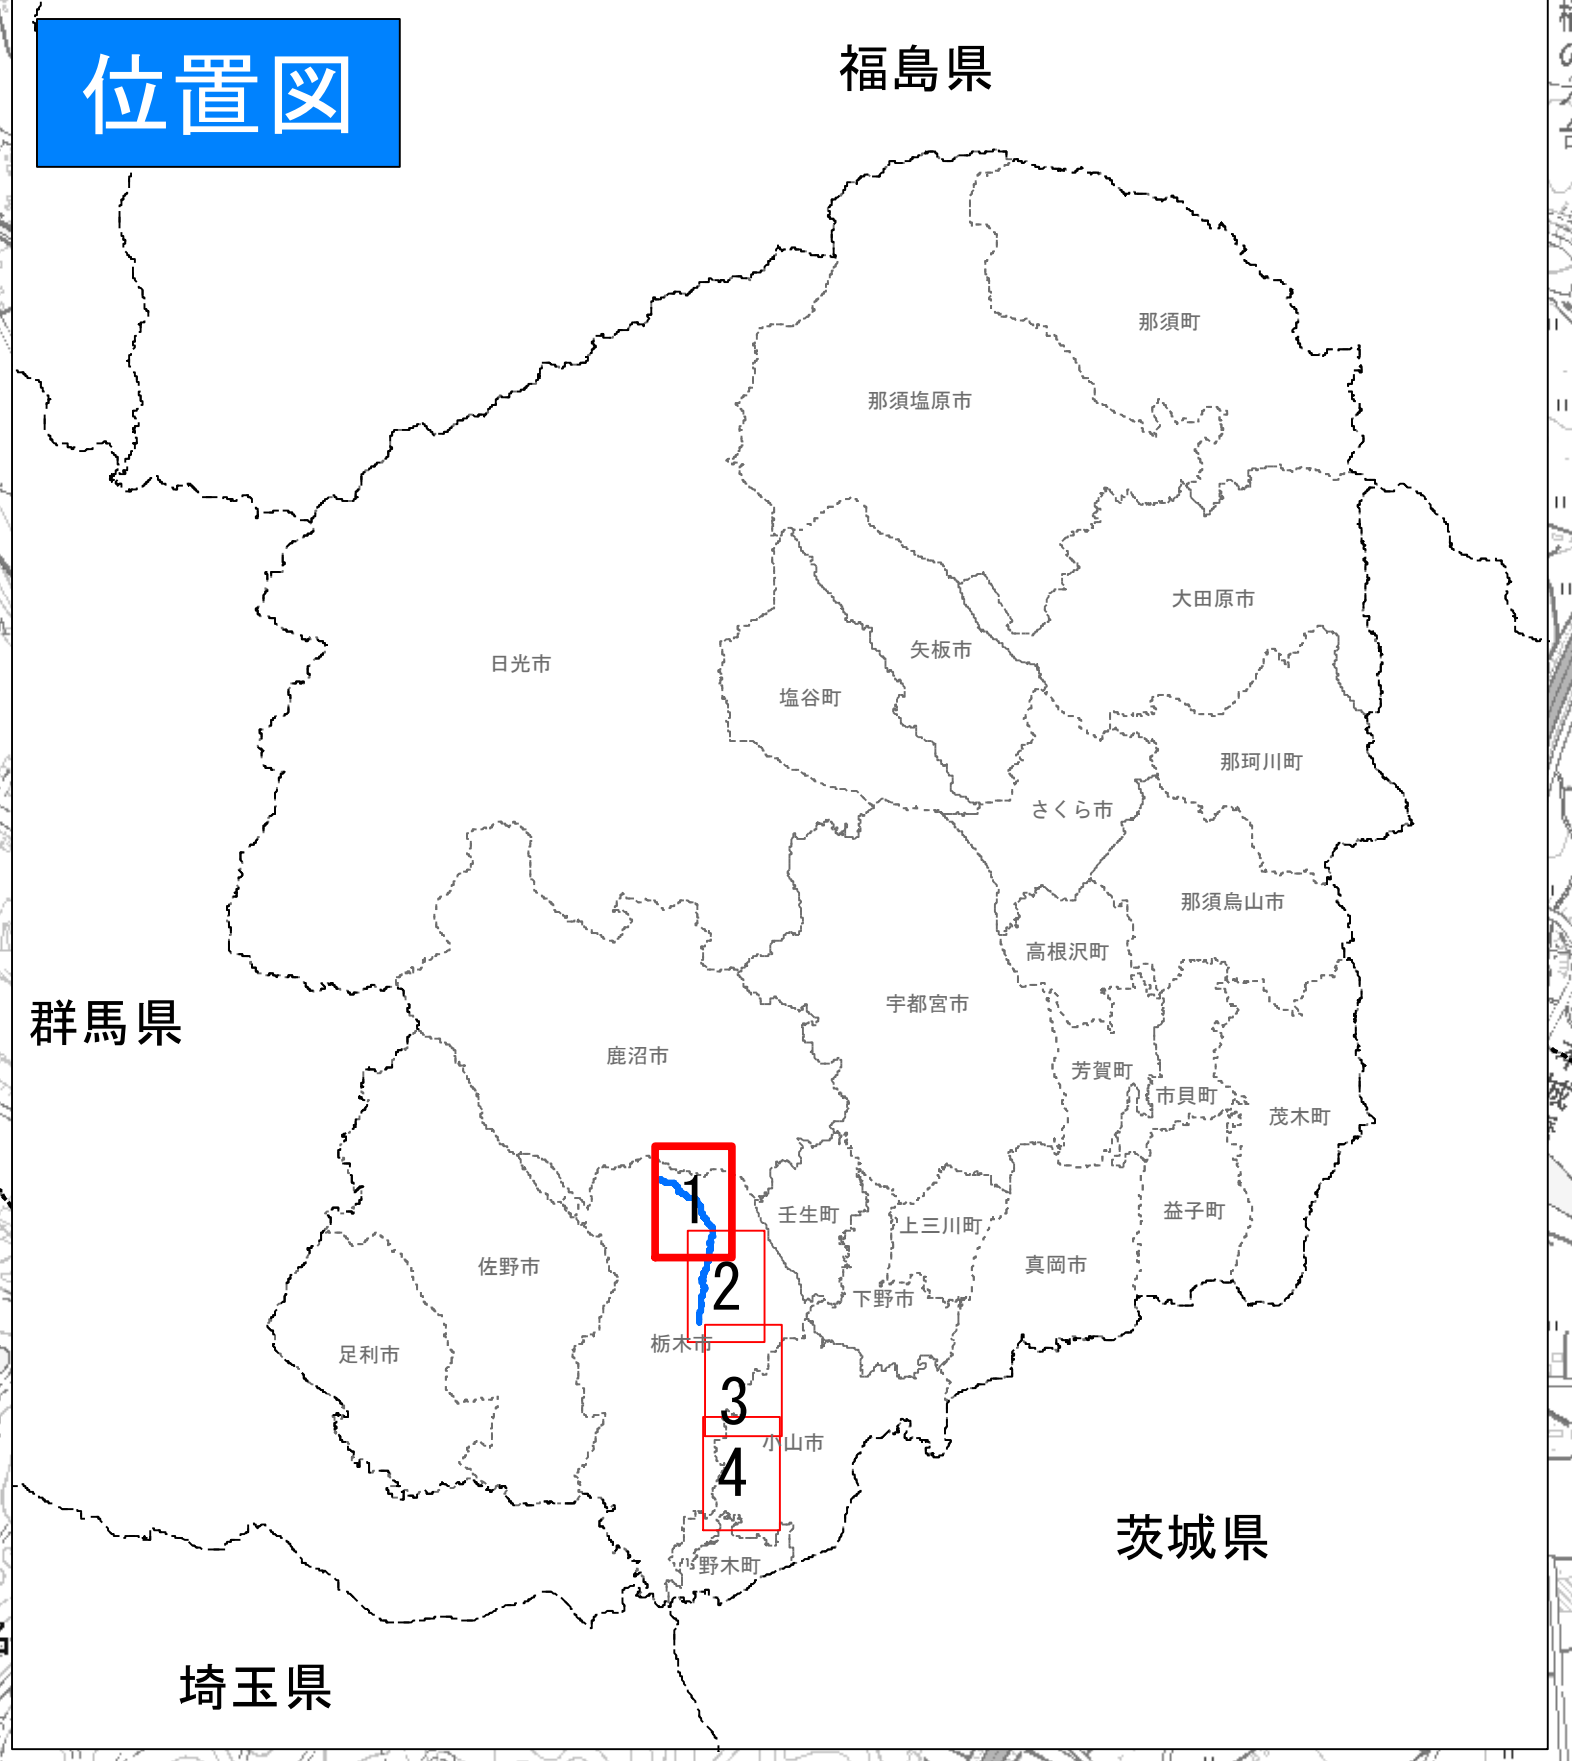 位置図
福島県
那須町
那須塩原市
大田原市
日光市
矢板市
塩谷町
那珂川町
さくら市
那須烏山市
高根沢町
宇都宮市
群馬県
鹿沼市
芳賀町
市貝町
茂木町
1
壬生町
上三川町
益子町
佐野市
真岡市
2
下野市
栃木市
足利市
3
小山市
4
茨城県
野木町
埼玉県